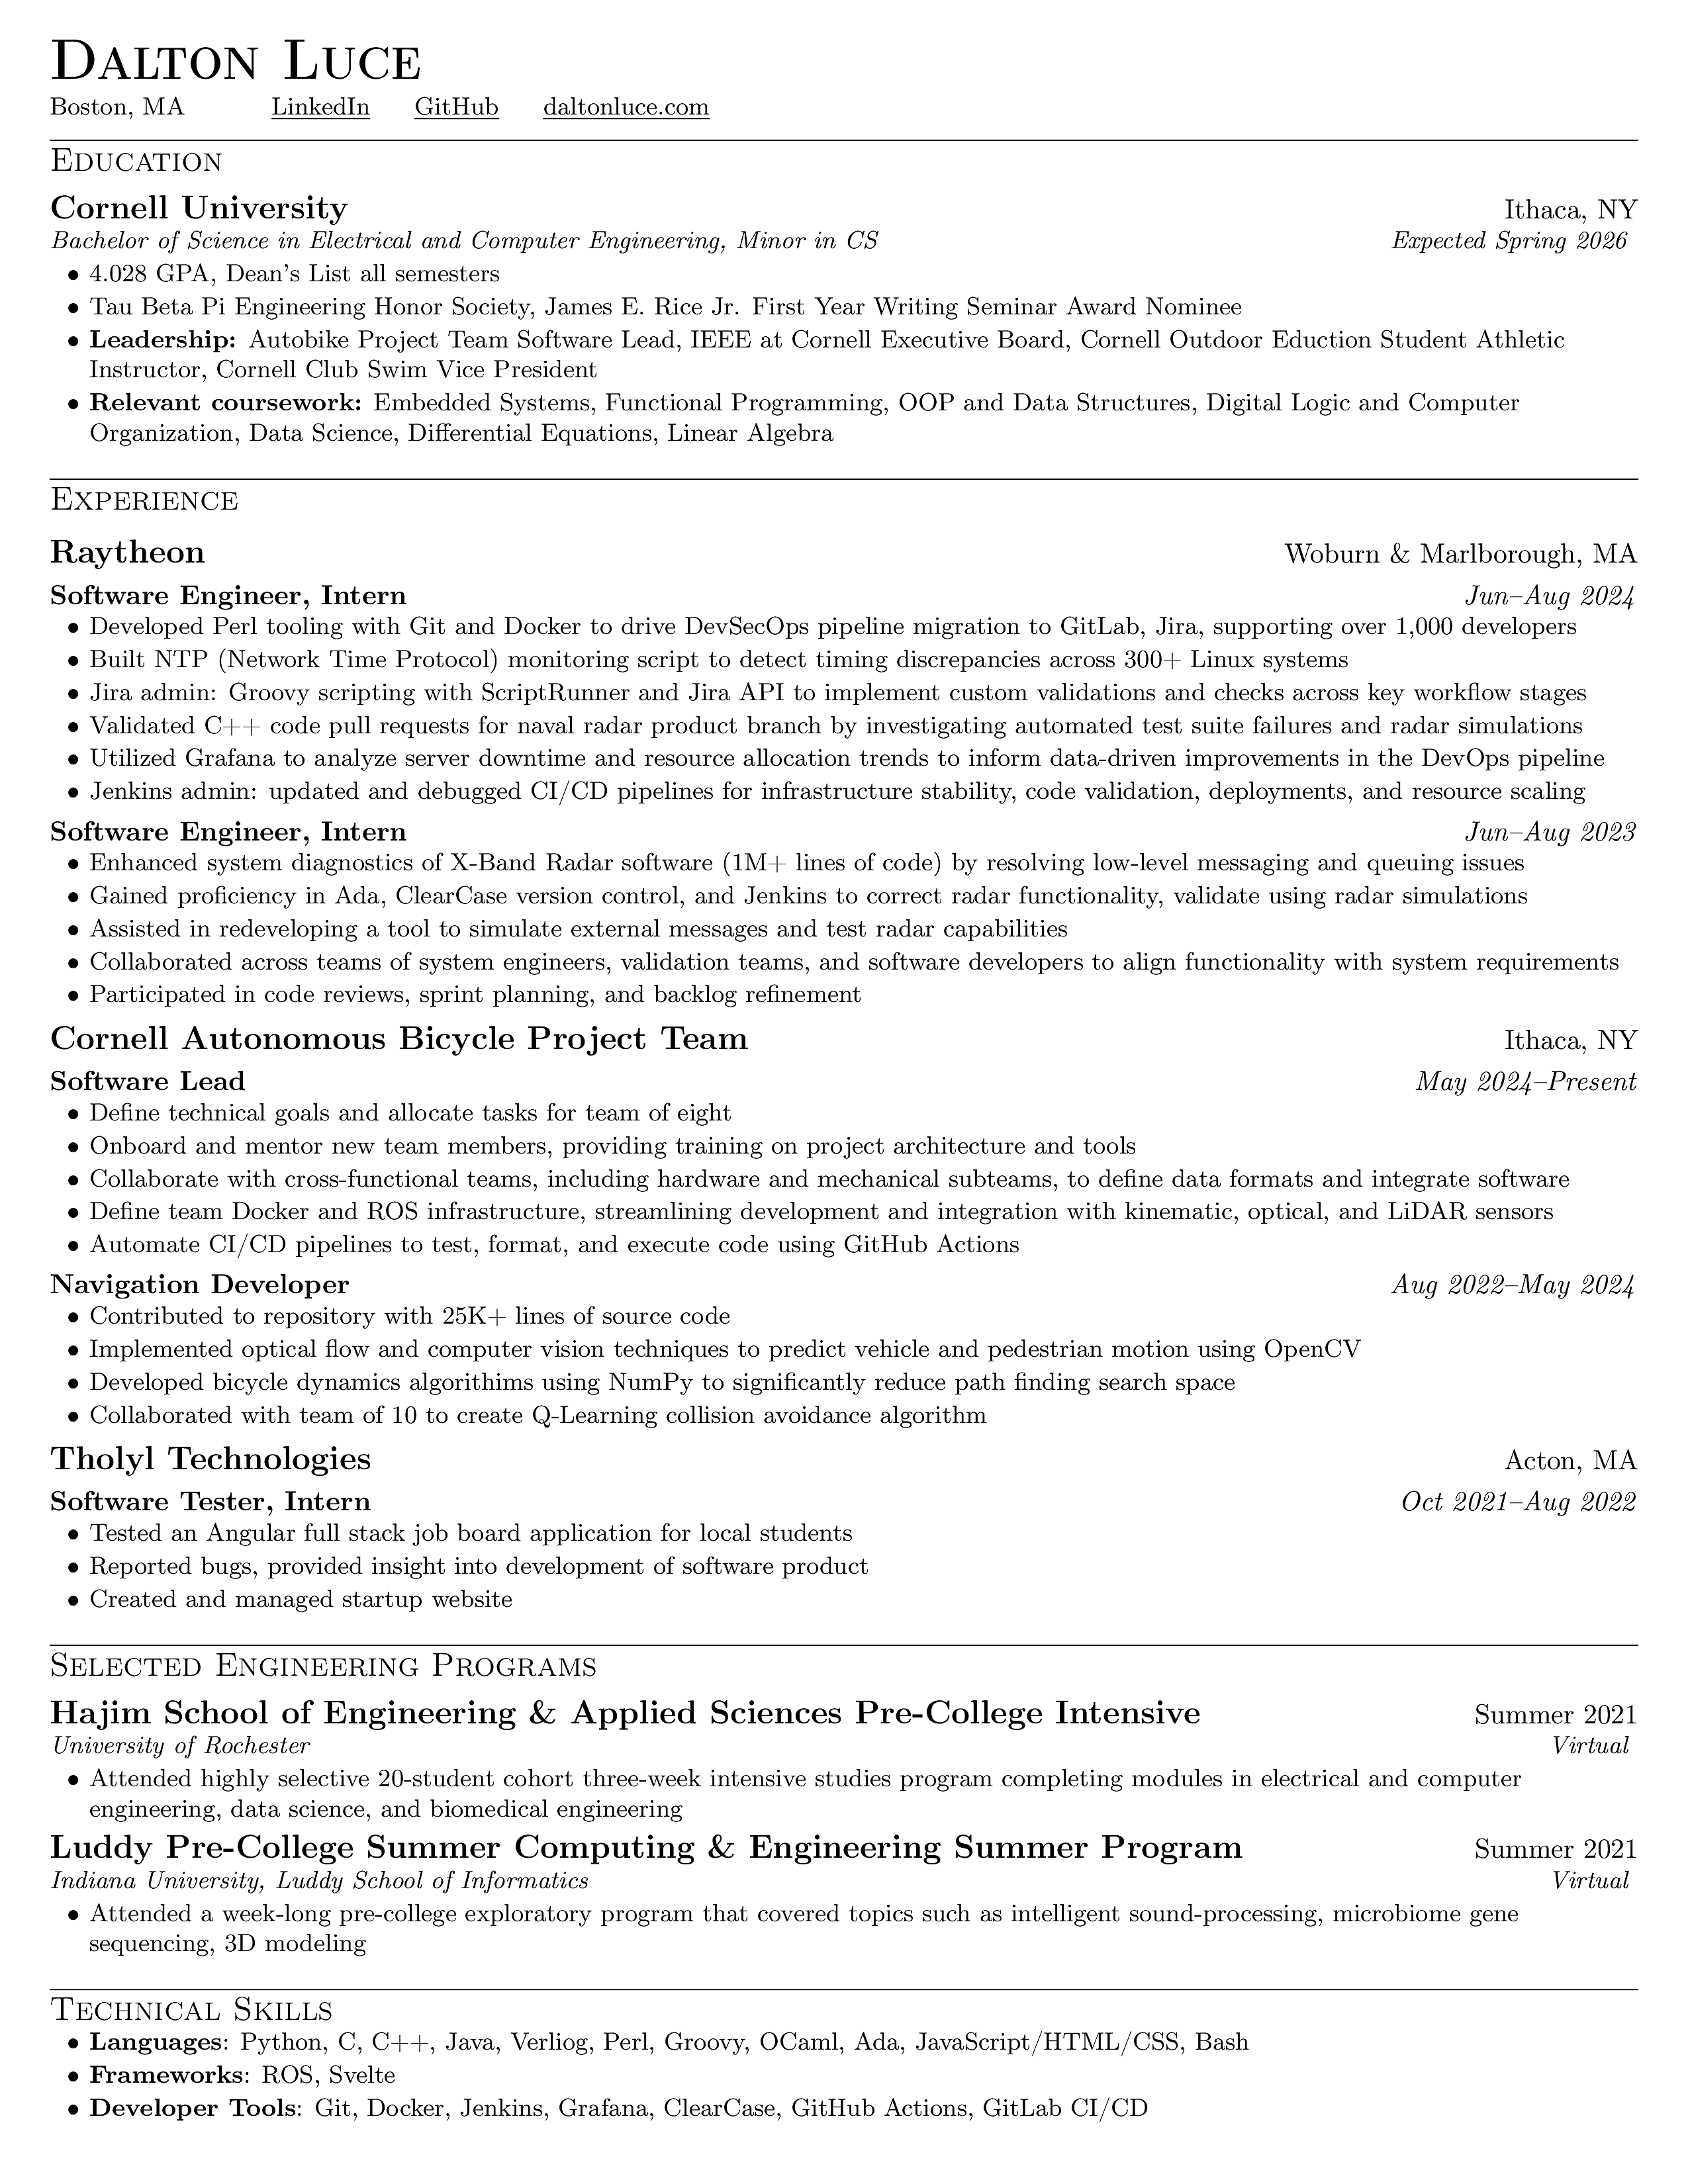 Dalton Luce
Boston, MA LinkedIn GitHub daltonluce.com
Education
Cornell University Ithaca, NY
Bachelor of Science in Electrical and Computer Engineering, Minor in CS Expected Spring 2026
• 4.028 GPA, Dean's List all semesters
• Tau Beta Pi Engineering Honor Society, James E. Rice Jr. First Year Writing Seminar Award Nominee
• Leadership: Autobike Project Team Software Lead, IEEE at Cornell Executive Board, Cornell Outdoor Eduction Student Athletic
Instructor, Cornell Club Swim Vice President
• Relevant coursework: Embedded Systems, Functional Programming, OOP and Data Structures, Digital Logic and Computer
Organization, Data Science, Differential Equations, Linear Algebra
Experience
Raytheon Woburn & Marlborough, MA
Software Engineer, Intern Jun–Aug 2024
• Developed Perl tooling with Git and Docker to drive DevSecOps pipeline migration to GitLab, Jira, supporting over 1,000 developers
• Built NTP (Network Time Protocol) monitoring script to detect timing discrepancies across 300+ Linux systems
• Jira admin: Groovy scripting with ScriptRunner and Jira API to implement custom validations and checks across key workflow stages
• Validated C++ code pull requests for naval radar product branch by investigating automated test suite failures and radar simulations
• Utilized Grafana to analyze server downtime and resource allocation trends to inform data-driven improvements in the DevOps pipeline
• Jenkins admin: updated and debugged CI/CD pipelines for infrastructure stability, code validation, deployments, and resource scaling
Software Engineer, Intern Jun–Aug 2023
• Enhanced system diagnostics of X-Band Radar software (1M+ lines of code) by resolving low-level messaging and queuing issues
• Gained proficiency in Ada, ClearCase version control, and Jenkins to correct radar functionality, validate using radar simulations
• Assisted in redeveloping a tool to simulate external messages and test radar capabilities
• Collaborated across teams of system engineers, validation teams, and software developers to align functionality with system requirements
• Participated in code reviews, sprint planning, and backlog refinement
Cornell Autonomous Bicycle Project Team Ithaca, NY
Software Lead May 2024–Present
• Define technical goals and allocate tasks for team of eight
• Onboard and mentor new team members, providing training on project architecture and tools
• Collaborate with cross-functional teams, including hardware and mechanical subteams, to define data formats and integrate software
• Define team Docker and ROS infrastructure, streamlining development and integration with kinematic, optical, and LiDAR sensors
• Automate CI/CD pipelines to test, format, and execute code using GitHub Actions
Navigation Developer Aug 2022–May 2024
• Contributed to repository with 25K+ lines of source code
• Implemented optical flow and computer vision techniques to predict vehicle and pedestrian motion using OpenCV
• Developed bicycle dynamics algorithims using NumPy to significantly reduce path finding search space
• Collaborated with team of 10 to create Q-Learning collision avoidance algorithm
Tholyl Technologies Acton, MA
Software Tester, Intern Oct 2021–Aug 2022
• Tested an Angular full stack job board application for local students
• Reported bugs, provided insight into development of software product
• Created and managed startup website
Selected Engineering Programs
Hajim School of Engineering & Applied Sciences Pre-College Intensive Summer 2021
University of Rochester Virtual
• Attended highly selective 20-student cohort three-week intensive studies program completing modules in electrical and computer
engineering, data science, and biomedical engineering
Luddy Pre-College Summer Computing & Engineering Summer Program Summer 2021
Indiana University, Luddy School of Informatics Virtual
• Attended a week-long pre-college exploratory program that covered topics such as intelligent sound-processing, microbiome gene
sequencing, 3D modeling
Technical Skills
• Languages: Python, C, C++, Java, Verliog, Perl, Groovy, OCaml, Ada, JavaScript/HTML/CSS, Bash
• Frameworks: ROS, Svelte
• Developer Tools: Git, Docker, Jenkins, Grafana, ClearCase, GitHub Actions, GitLab CI/CD